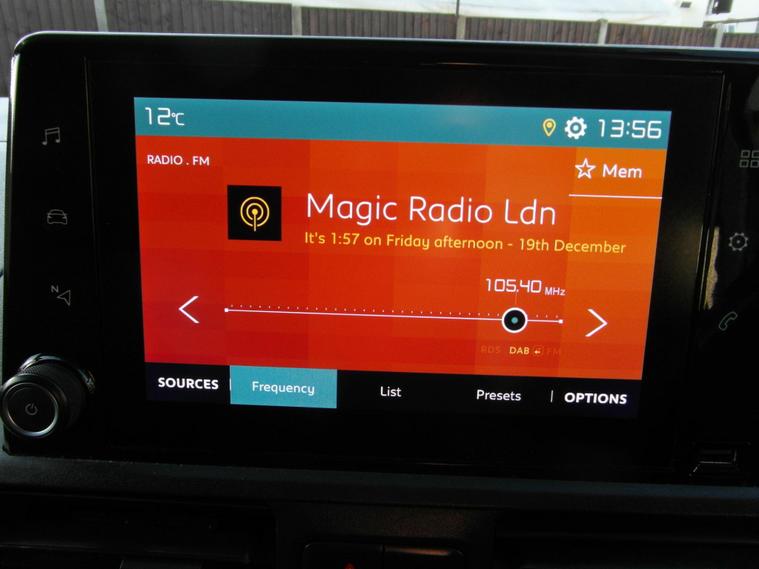 12°C
13:56
RADIO . FM
Mem
Magic Radio Ldn
It's 1:57 on Friday afternoon - 19th December
105.40 MHz
RDS DAB FM
SOURCES | Frequency List Presets | OPTIONS
N